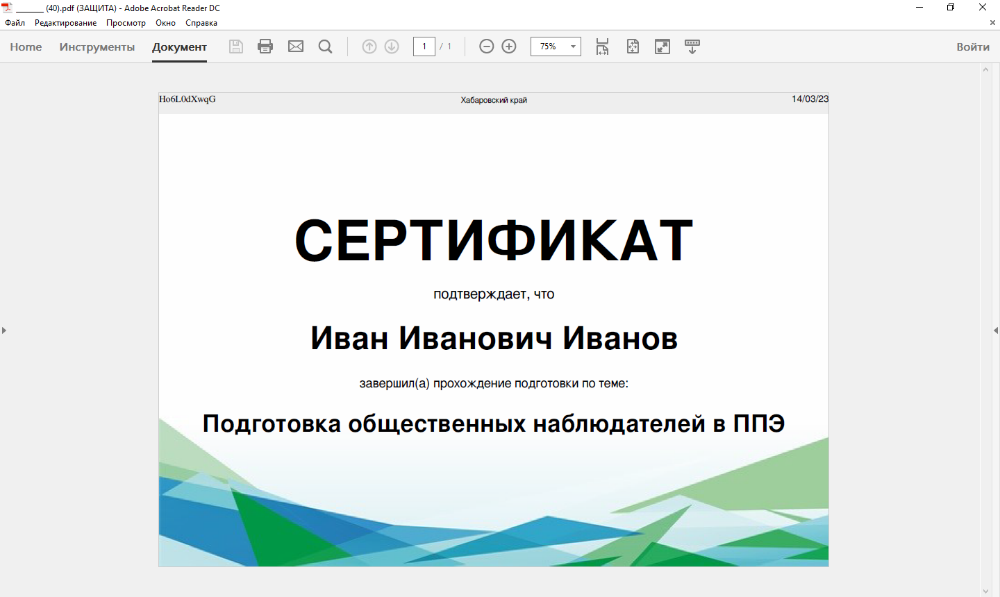 ______ (40).pdf (ЗАЩИТА) - Adobe Acrobat Reader DC
Файл Редактирование Просмотр Окно Справка
Home Инструменты Документ 1 / 1 75% Войти
Ho6L0dXwqG Хабаровский край 14/03/23
СЕРТИФИКАТ
подтверждает, что
Иван Иванович Иванов
завершил(а) прохождение подготовки по теме:
Подготовка общественных наблюдателей в ППЭ